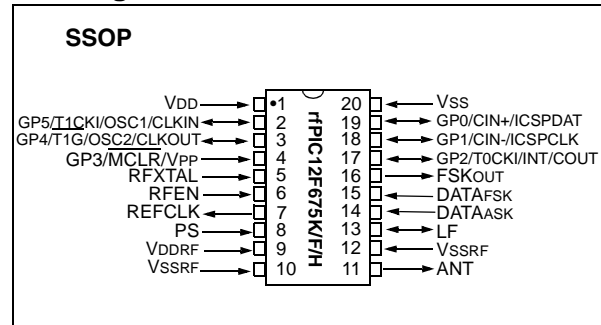 SSOP
VDD 1 20 VSS
GP5/T1CKI/OSC1/CLKIN 2 19 GP0/CIN+/ICSPDAT
GP4/T1G/OSC2/CLKOUT 3 18 GP1/CIN-/ICSPCLK
GP3/MCLR/VPP 4 17 GP2/T0CKI/INT/COUT
RFXTAL 5 16 FSKOUT
RFEN 6 15 DATAFSK
REFCLK 7 14 DATAASK
PS 8 13 LF
VDDRF 9 12 VSSRF
VSSRF 10 11 ANT
rfPIC12F675K/F/H